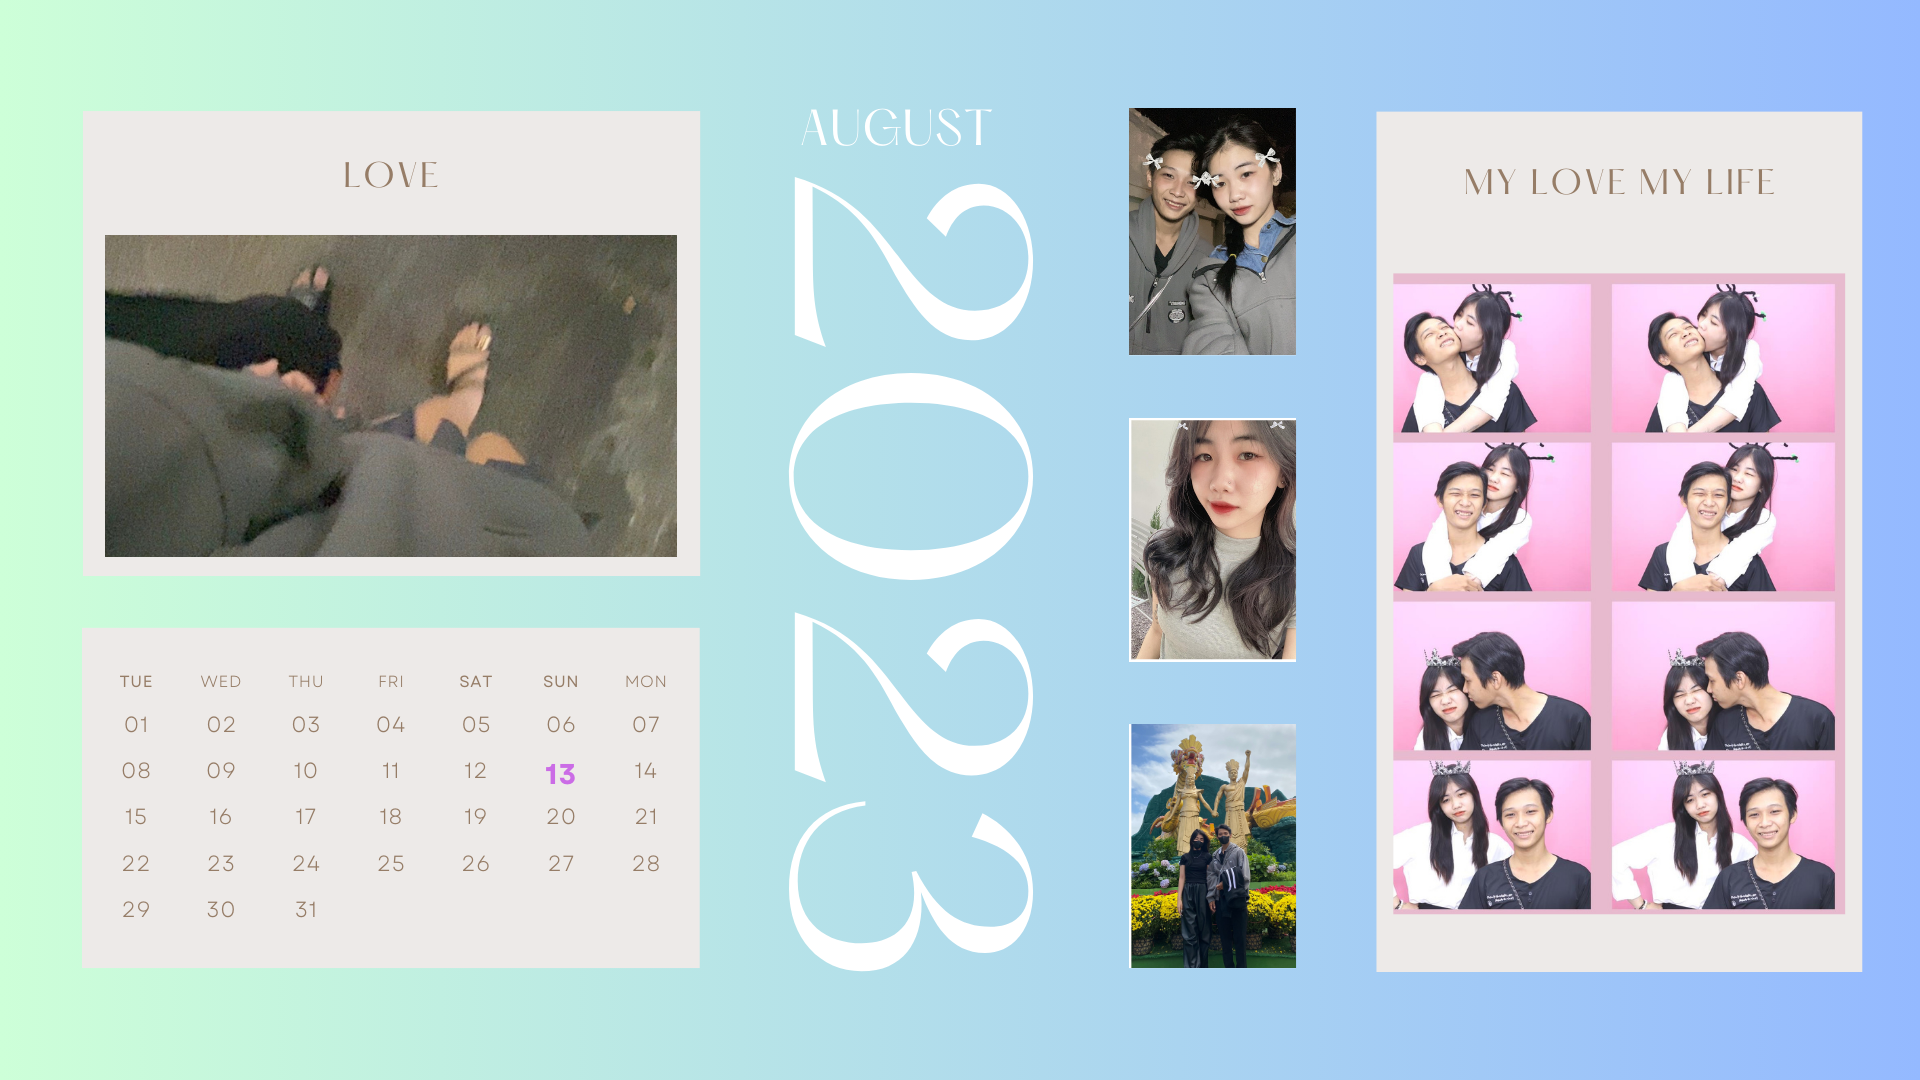 LOVE
TUE WED THU FRI SAT SUN MON
01 02 03 04 05 06 07
08 09 10 11 12 13 14
15 16 17 18 19 20 21
22 23 24 25 26 27 28
29 30 31
AUGUST
2023
MY LOVE MY LIFE